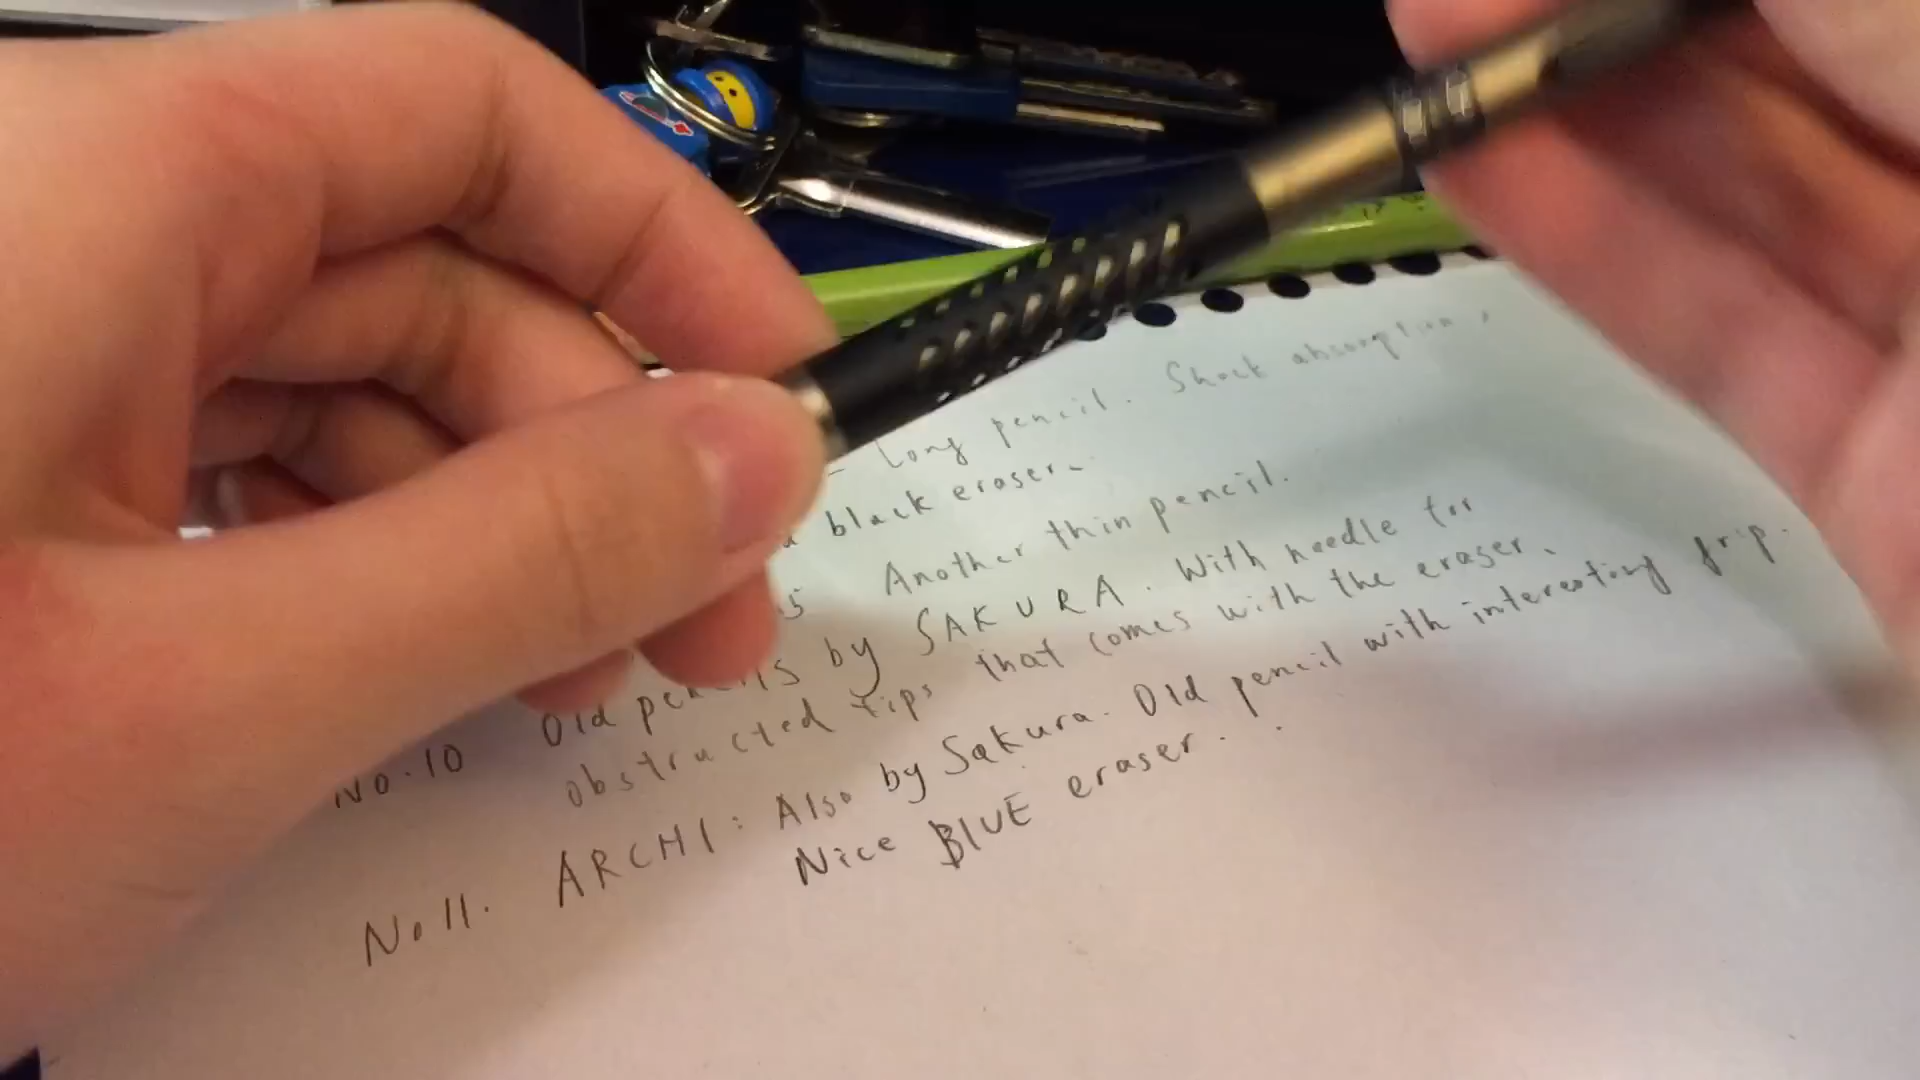 - Long pencil. Shock absorption,
a black eraser.
5 Another thin pencil.
No.10 Old pencils by SAKURA. With needle for
obstructed tips that comes with the eraser.
No11. ARCHI: Also by Sakura. Old pencil with interesting grip.
Nice BLUE eraser.